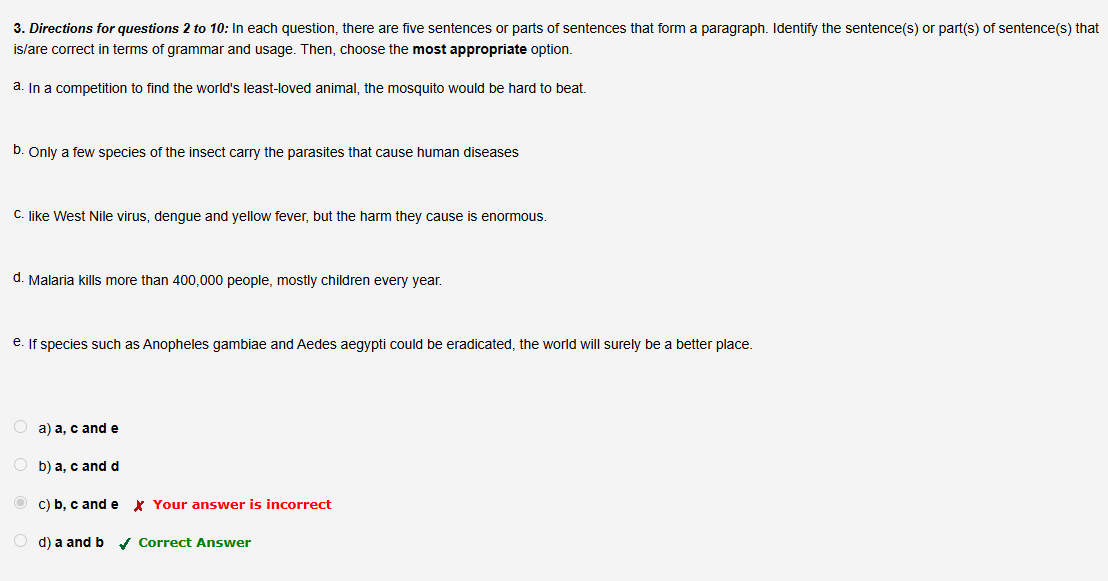 3. Directions for questions 2 to 10: In each question, there are five sentences or parts of sentences that form a paragraph. Identify the sentence(s) or part(s) of sentence(s) that
is/are correct in terms of grammar and usage. Then, choose the most appropriate option.
a. In a competition to find the world's least-loved animal, the mosquito would be hard to beat.
b. Only a few species of the insect carry the parasites that cause human diseases
c. like West Nile virus, dengue and yellow fever, but the harm they cause is enormous.
d. Malaria kills more than 400,000 people, mostly children every year.
e. If species such as Anopheles gambiae and Aedes aegypti could be eradicated, the world will surely be a better place.
a) a, c and e
b) a, c and d
c) b, c and e ✗ Your answer is incorrect
d) a and b ✓ Correct Answer